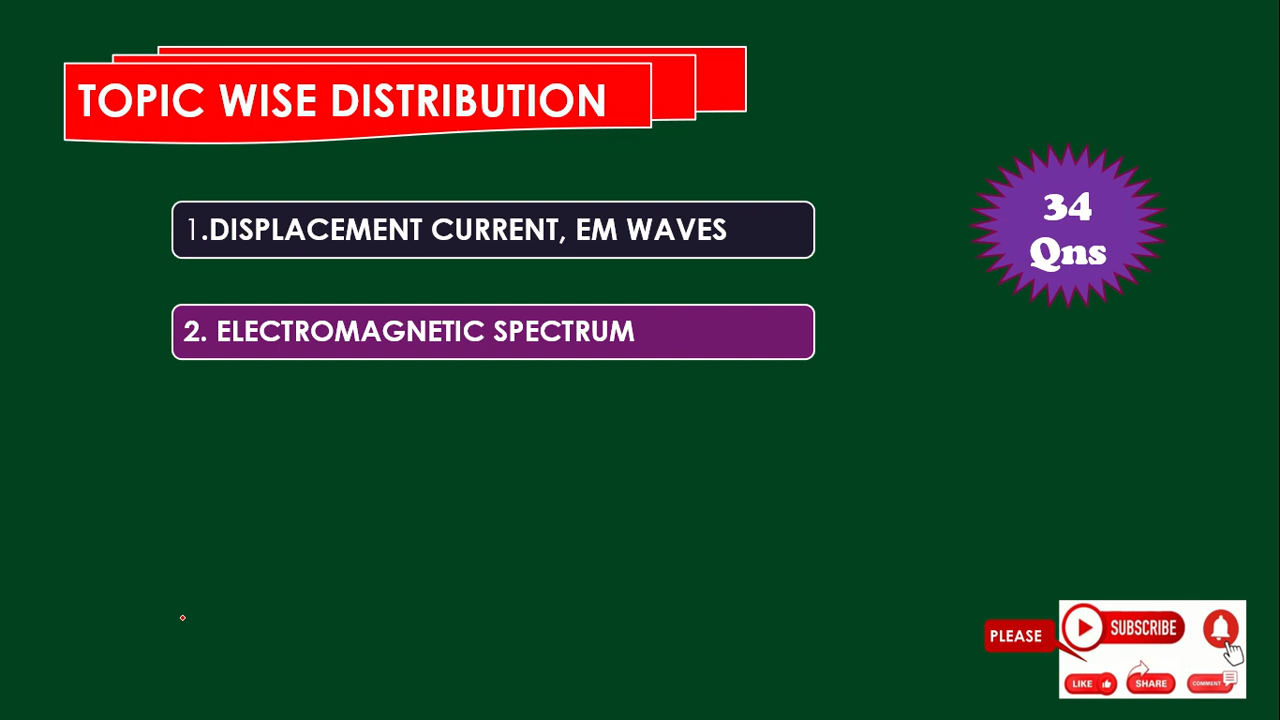 TOPIC WISE DISTRIBUTION
1.DISPLACEMENT CURRENT, EM WAVES
34
Qns
2. ELECTROMAGNETIC SPECTRUM
PLEASE
SUBSCRIBE
LIKE
SHARE
COMMENT